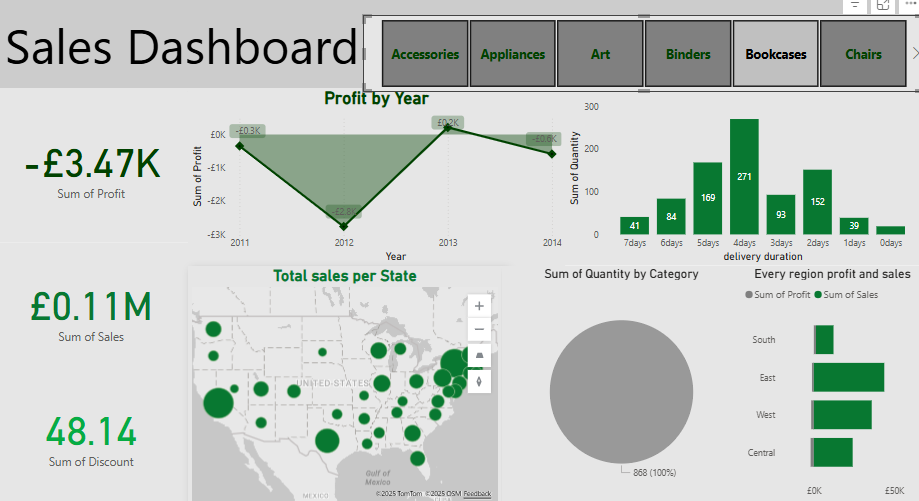 Sales Dashboard
Accessories
Appliances
Art
Binders
Bookcases
Chairs
-£3.47K
Sum of Profit
£0.11M
Sum of Sales
48.14
Sum of Discount
Profit by Year
Sum of Profit
£0K
-£1K
-£2K
-£3K
-£0.3K
£0.2K
2011
2012
2013
2014
Year
Sum of Quantity
300
200
100
0
41
84
169
271
93
152
39
7days
6days
5days
4days
3days
2days
1days
0days
delivery duration
Total sales per State
UNITED STATES
Gulf of
Mexico
MEXICO
©2025 TomTom © 2025 OSM Feedback
Sum of Quantity by Category
868 (100%)
Every region profit and sales
Sum of Profit Sum of Sales
South
East
West
Central
£0K
£50K